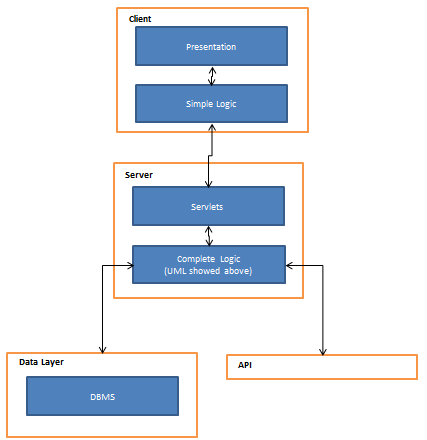 Client
Presentation
Simple Logic
Server
Servlets
Complete Logic
(UML showed above)
Data Layer
DBMS
API